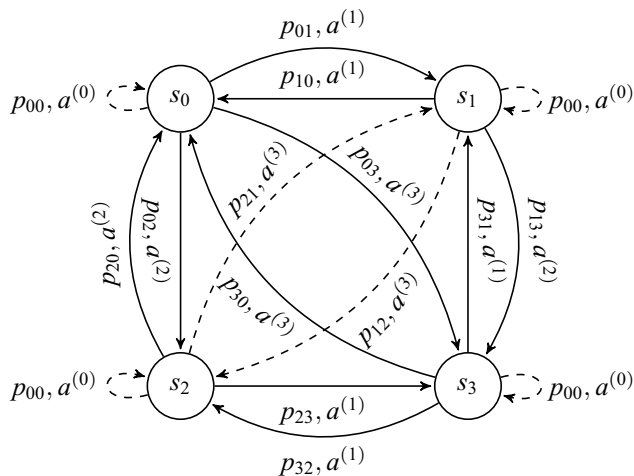 p₀₁, a⁽¹⁾
p₁₀, a⁽¹⁾
p₀₀, a⁽⁰⁾
s₀
s₁
p₀₀, a⁽⁰⁾
p₂₀, a⁽²⁾
p₀₂, a⁽²⁾
p₂₁, a⁽³⁾
p₀₃, a⁽³⁾
p₃₀, a⁽³⁾
p₁₂, a⁽³⁾
p₃₁, a⁽¹⁾
p₁₃, a⁽²⁾
p₀₀, a⁽⁰⁾
s₂
s₃
p₀₀, a⁽⁰⁾
p₂₃, a⁽¹⁾
p₃₂, a⁽¹⁾